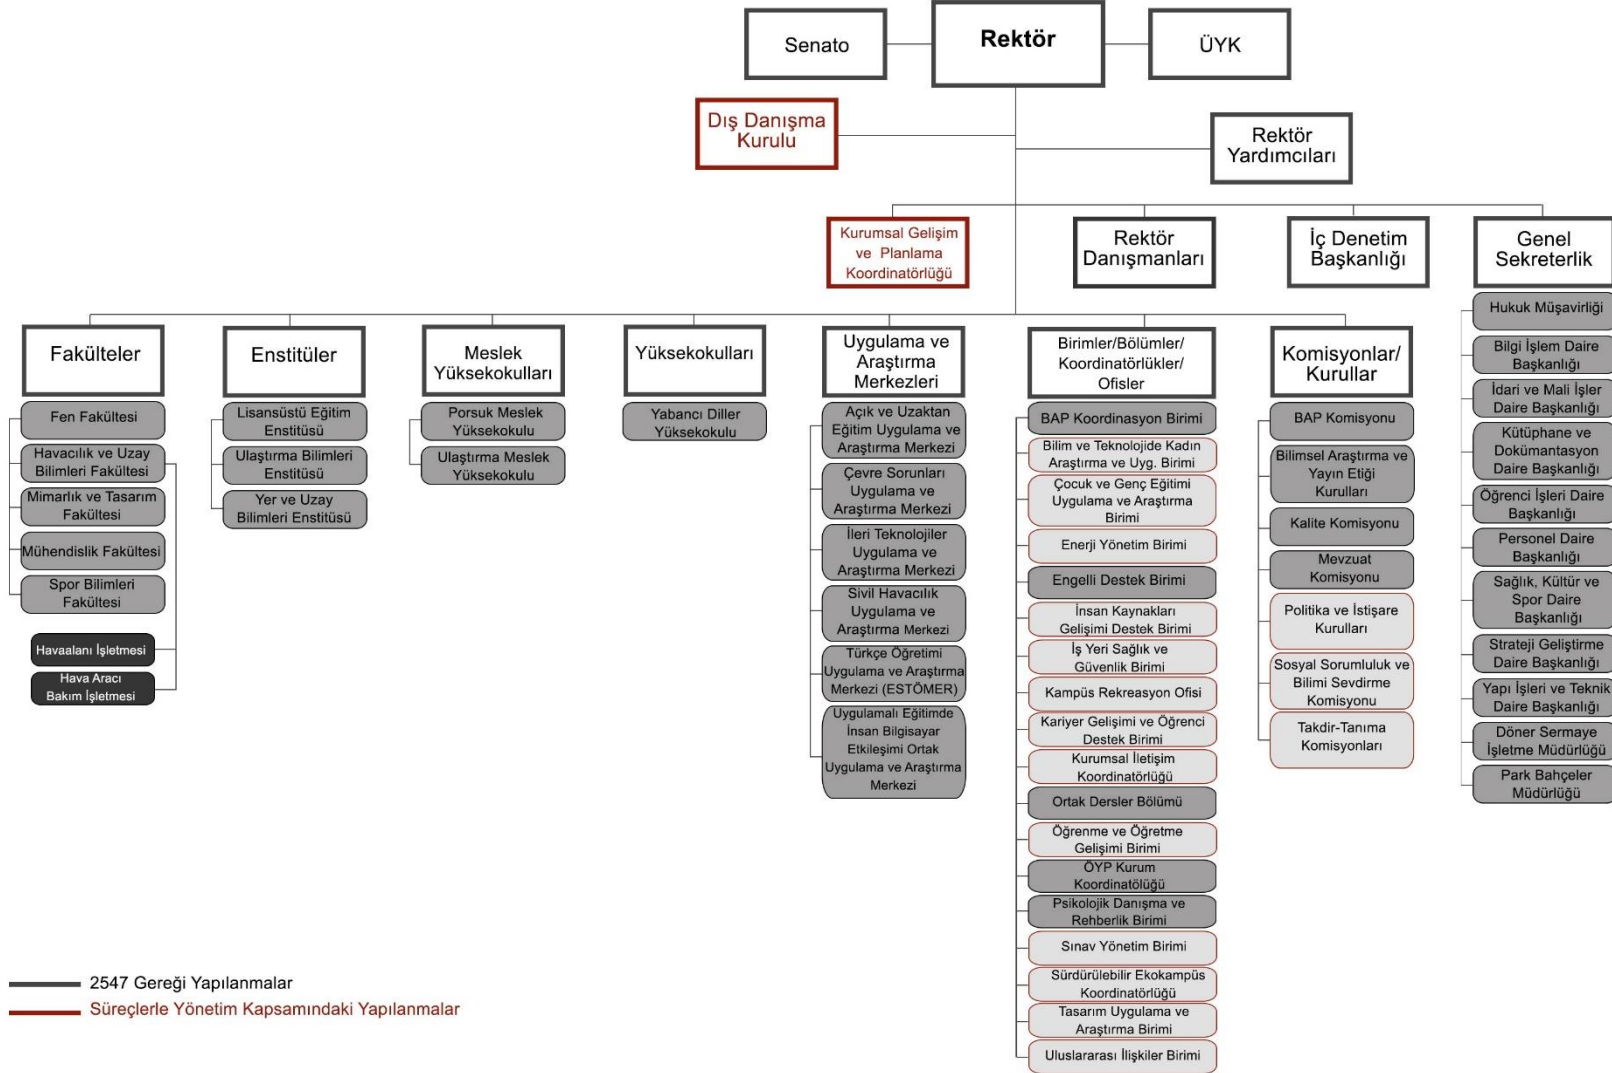 Senato
Rektör
ÜYK
Dış Danışma
Kurulu
Rektör
Yardımcıları
Kurumsal Gelişim
ve Planlama
Koordinatörlüğü
Rektör
Danışmanları
İç Denetim
Başkanlığı
Genel
Sekreterlik
Hukuk Müşavirliği
Bilgi İşlem Daire
Başkanlığı
İdari ve Mali İşler
Daire Başkanlığı
Kütüphane ve
Dokümantasyon
Daire Başkanlığı
Öğrenci İşleri Daire
Başkanlığı
Personel Daire
Başkanlığı
Sağlık, Kültür ve
Spor Daire
Başkanlığı
Strateji Geliştirme
Daire Başkanlığı
Yapı İşleri ve Teknik
Daire Başkanlığı
Döner Sermaye
İşletme Müdürlüğü
Park Bahçeler
Müdürlüğü
Fakülteler
Fen Fakültesi
Havacılık ve Uzay
Bilimleri Fakültesi
Mimarlık ve Tasarım
Fakültesi
Mühendislik Fakültesi
Spor Bilimleri
Fakültesi
Havaalanı İşletmesi
Hava Aracı
Bakım İşletmesi
Enstitüler
Lisansüstü Eğitim
Enstitüsü
Ulaştırma Bilimleri
Enstitüsü
Yer ve Uzay
Bilimleri Enstitüsü
Meslek
Yüksekokulları
Porsuk Meslek
Yüksekokulu
Ulaştırma Meslek
Yüksekokulu
Yüksekokulları
Yabancı Diller
Yüksekokulu
Uygulama ve
Araştırma
Merkezleri
Açık ve Uzaktan
Eğitim Uygulama ve
Araştırma Merkezi
Çevre Sorunları
Uygulama ve
Araştırma Merkezi
İleri Teknolojiler
Uygulama ve
Araştırma Merkezi
Sivil Havacılık
Uygulama ve
Araştırma Merkezi
Türkçe Öğretimi
Uygulama ve Araştırma
Merkezi (ESTÖMER)
Uygulamalı Eğitimde
İnsan Bilgisayar
Etkileşimi Ortak
Uygulama ve Araştırma
Merkezi
Birimler/Bölümler/
Koordinatörlükler/
Ofisler
BAP Koordinasyon Birimi
Bilim ve Teknolojide Kadın
Araştırma ve Uyg. Birimi
Çocuk ve Genç Eğitimi
Uygulama ve Araştırma
Birimi
Enerji Yönetim Birimi
Engelli Destek Birimi
İnsan Kaynakları
Gelişimi Destek Birimi
İş Yeri Sağlık ve
Güvenlik Birimi
Kampüs Rekreasyon Ofisi
Kariyer Gelişimi ve Öğrenci
Destek Birimi
Kurumsal İletişim
Koordinatörlüğü
Ortak Dersler Bölümü
Öğrenme ve Öğretme
Gelişimi Birimi
ÖYP Kurum
Koordinatölüğü
Psikolojik Danışma ve
Rehberlik Birimi
Sınav Yönetim Birimi
Sürdürülebilir Ekokampüs
Koordinatörlüğü
Tasarım Uygulama ve
Araştırma Birimi
Uluslararası İlişkiler Birimi
Komisyonlar/
Kurullar
BAP Komisyonu
Bilimsel Araştırma ve
Yayın Etiği
Kurulları
Kalite Komisyonu
Mevzuat
Komisyonu
Politika ve İstişare
Kurulları
Sosyal Sorumluluk ve
Bilimi Sevdirme
Komisyonu
Takdir-Tanıma
Komisyonları
2547 Gereği Yapılanmalar
Süreçlerle Yönetim Kapsamındaki Yapılanmalar